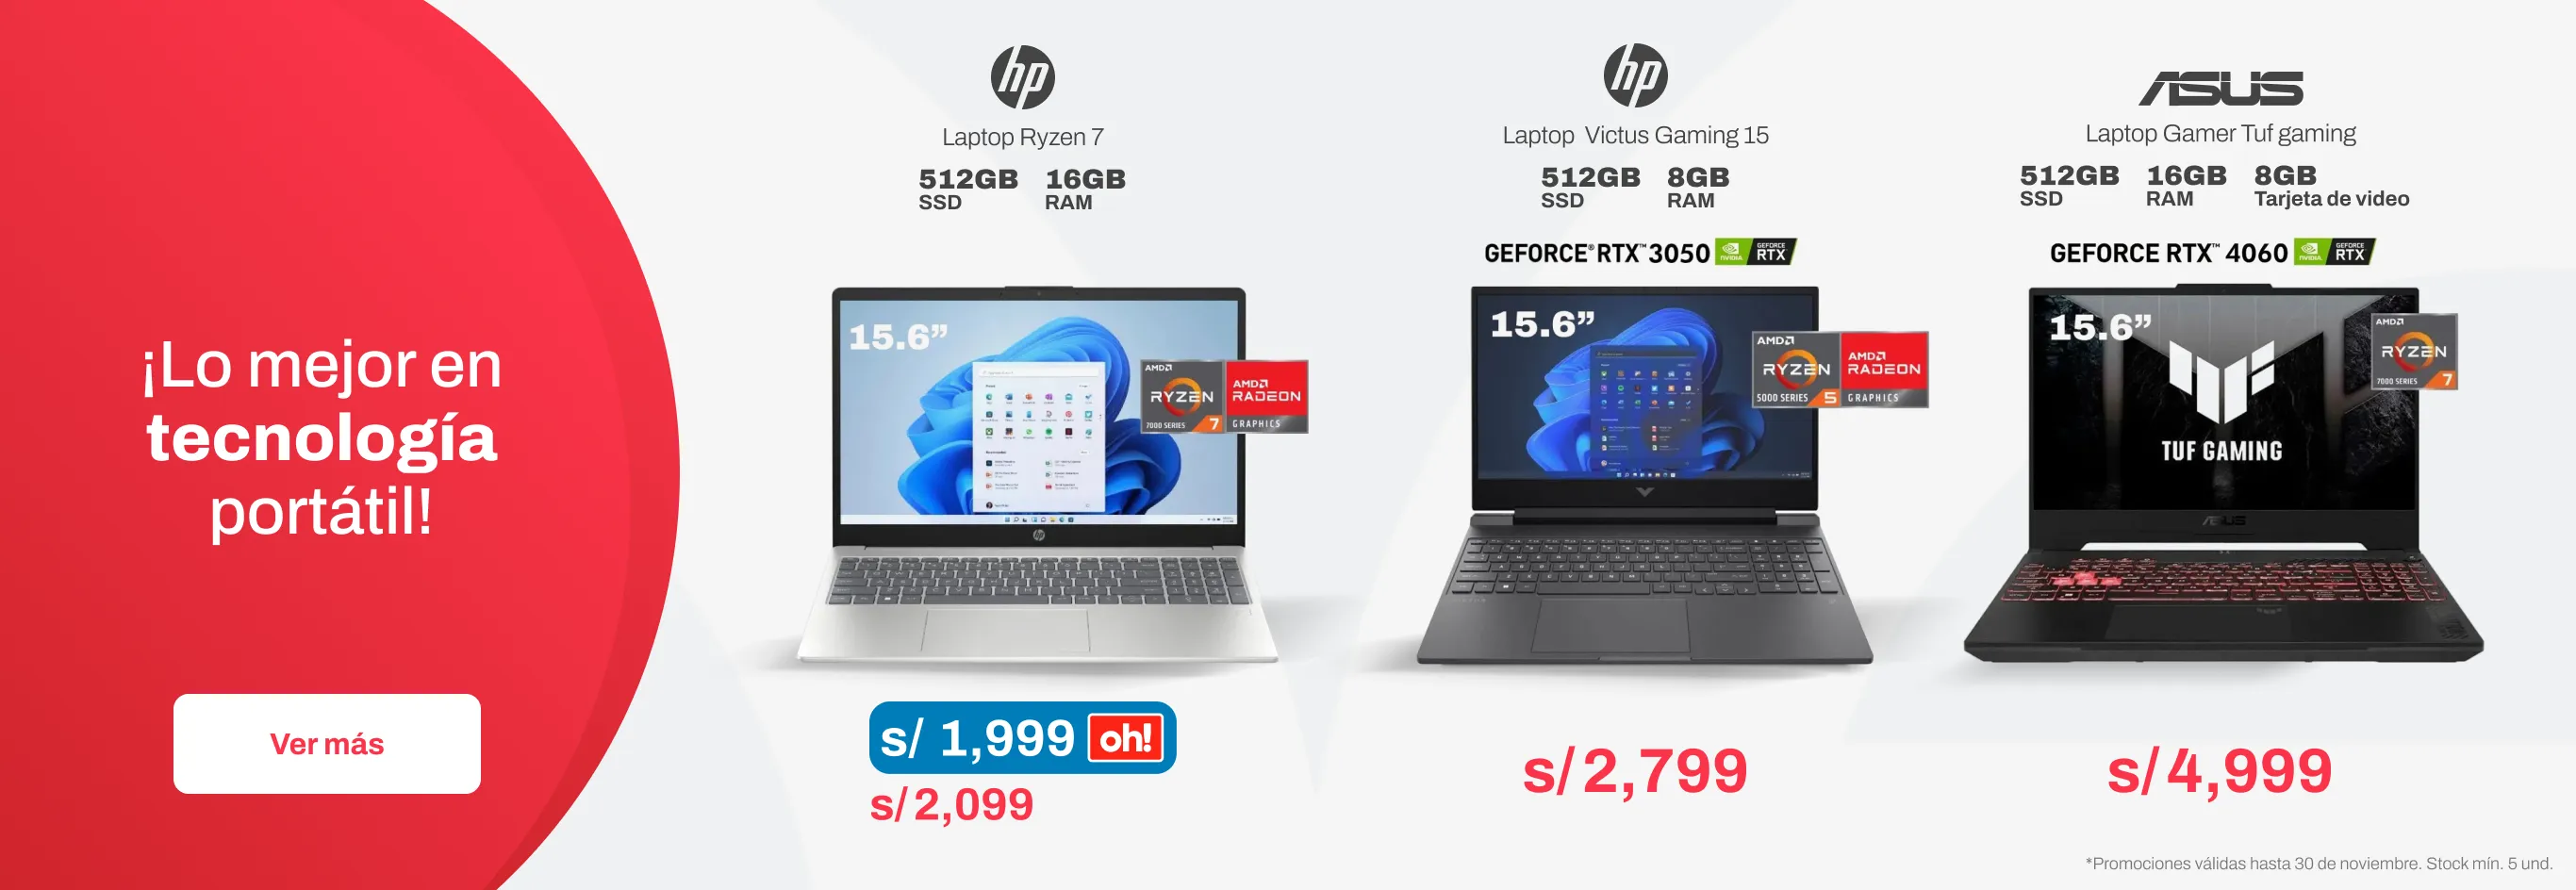 ¡Lo mejor en
tecnología
portátil!
Ver más
hp
Laptop Ryzen 7
512GB SSD
16GB RAM
15.6”
AMD
RYZEN
7000 SERIES 7
AMD
RADEON
GRAPHICS
hp
s/ 1,999 oh!
s/ 2,099
hp
Laptop Victus Gaming 15
512GB SSD
8GB RAM
GEFORCE® RTX™ 3050
NVIDIA
GEFORCE
RTX
15.6”
AMD
RYZEN
5000 SERIES 5
AMD
RADEON
GRAPHICS
s/ 2,799
ASUS
Laptop Gamer Tuf gaming
512GB SSD
16GB RAM
8GB Tarjeta de video
GEFORCE RTX™ 4060
NVIDIA
GEFORCE
RTX
15.6”
AMD
RYZEN
7000 SERIES 7
TUF GAMING
ASUS
s/ 4,999
*Promociones válidas hasta 30 de noviembre. Stock mín. 5 und.